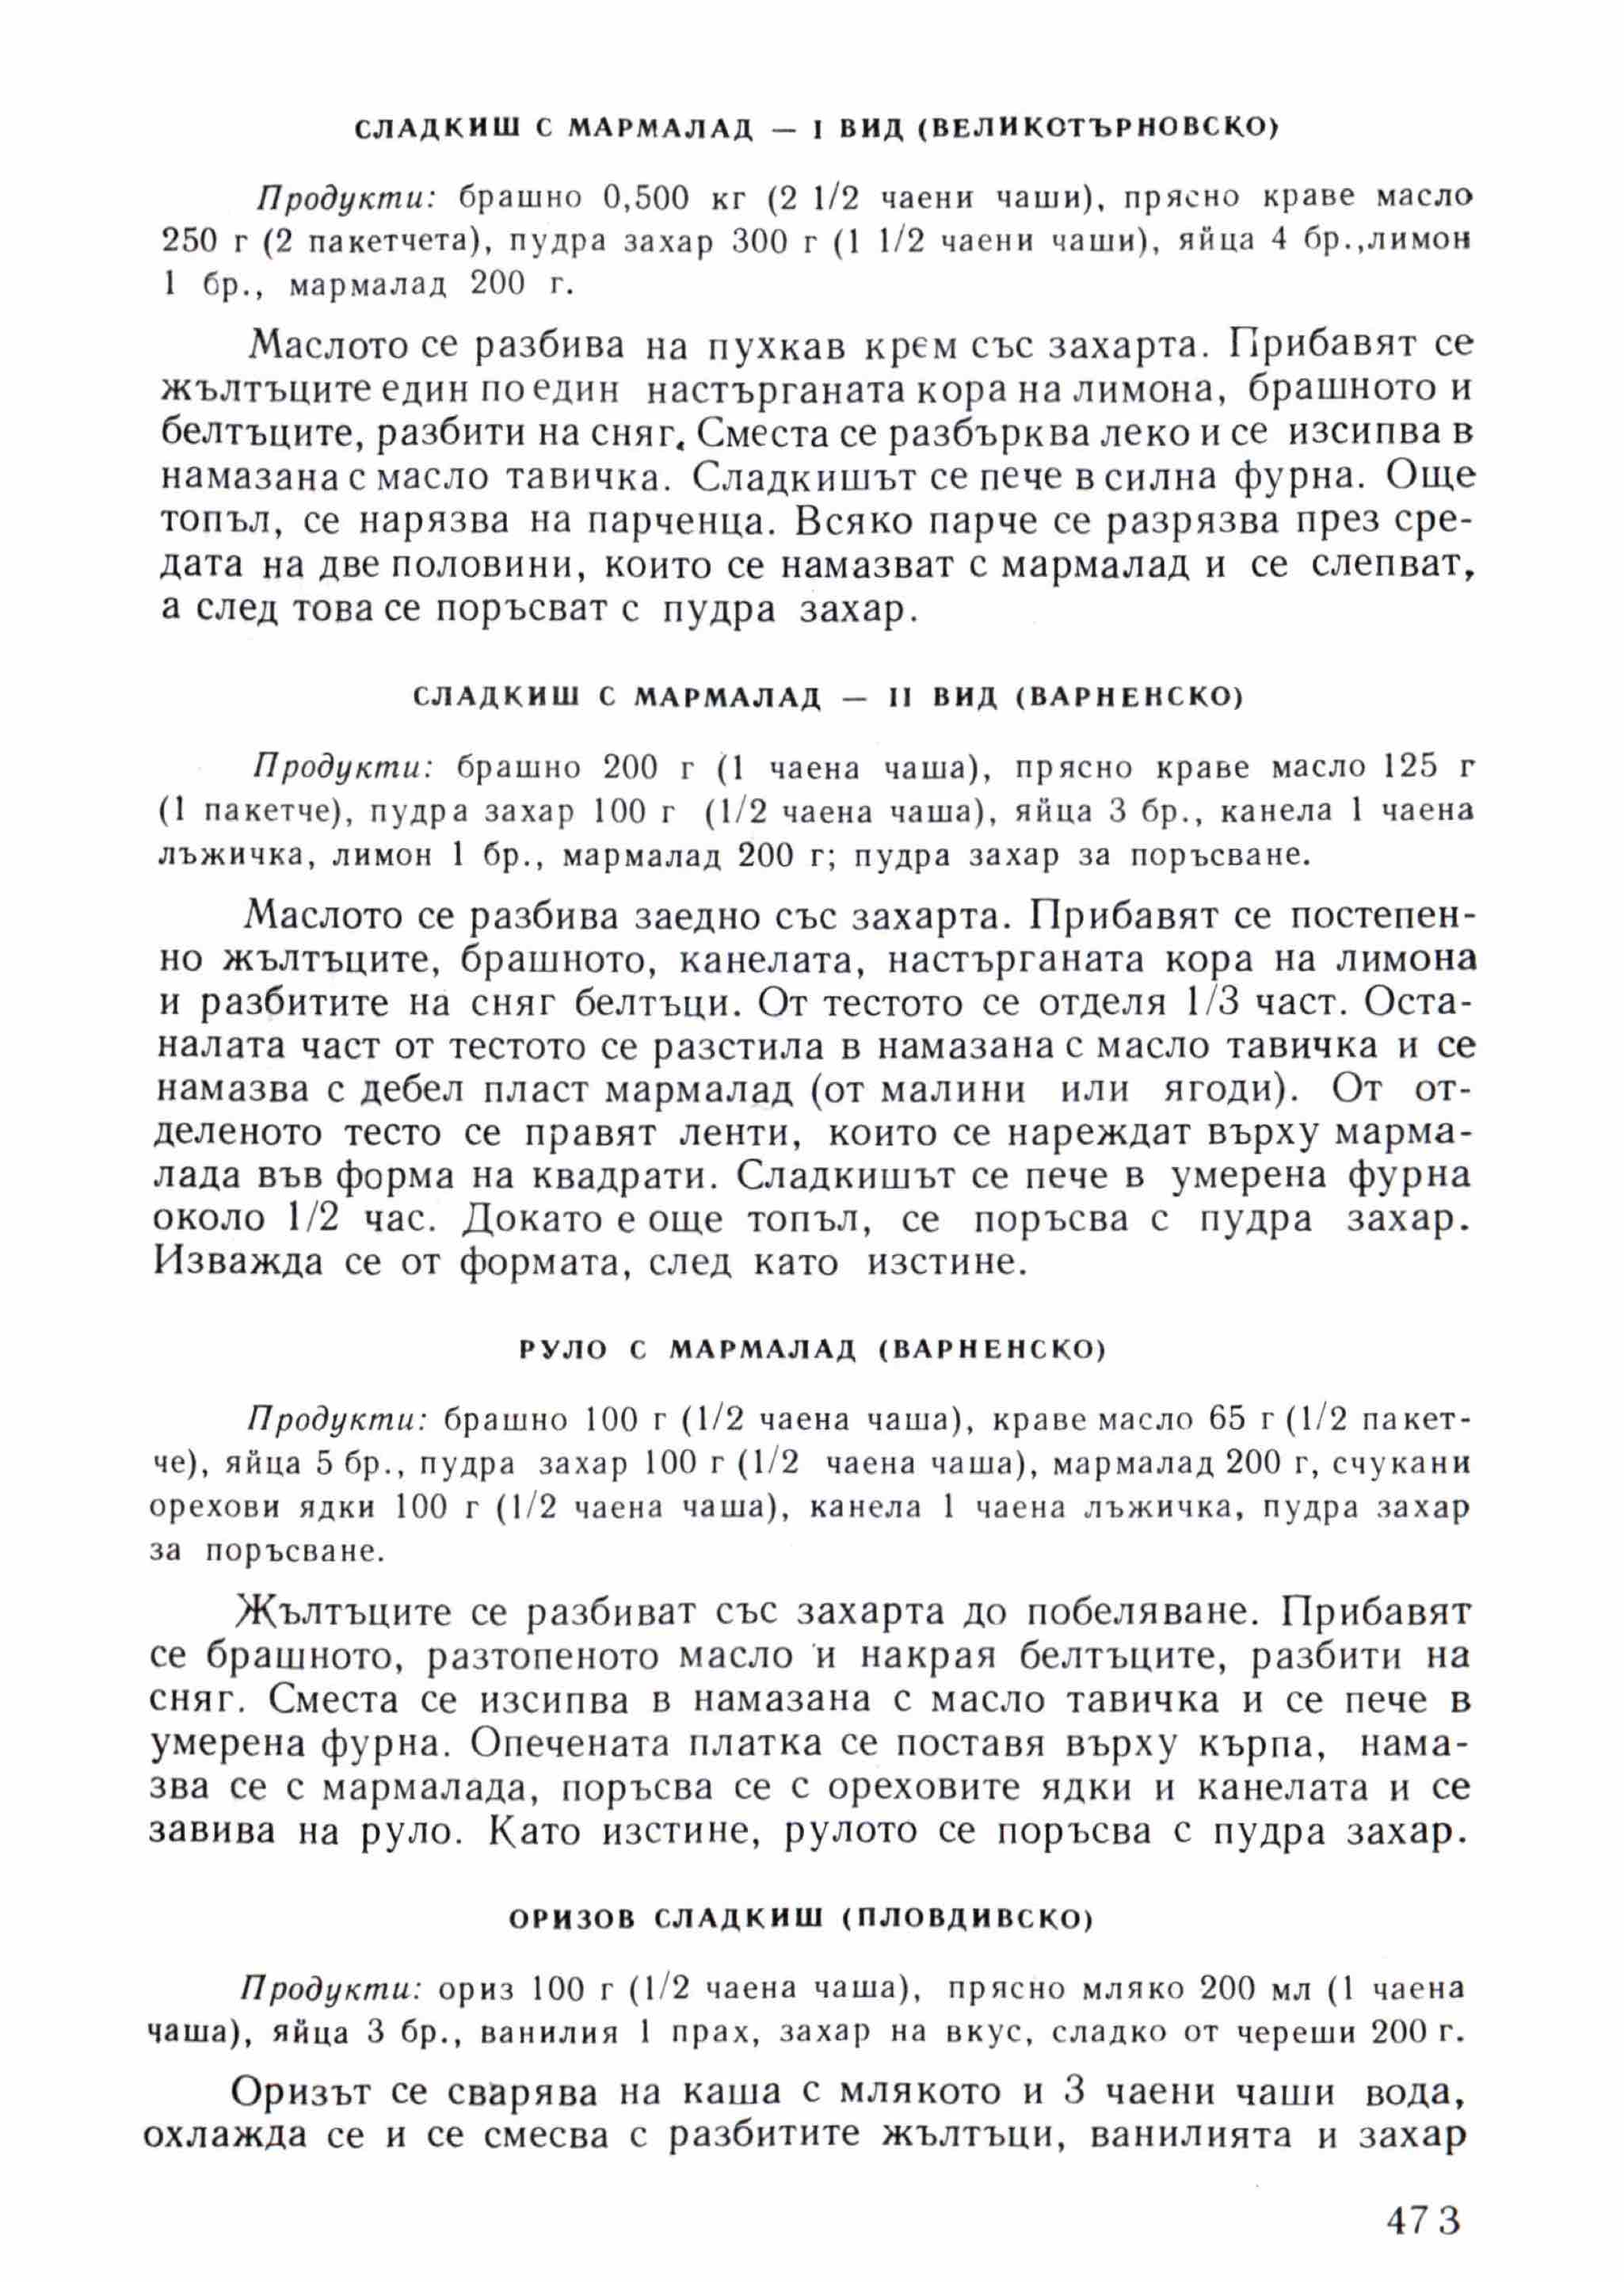 СЛАДКИШ С МАРМАЛАД — I ВИД (ВЕЛИКОТЪРНОВСКО)
Продукти: брашно 0,500 кг (2 1/2 чаени чаши), прясно краве масло
250 г (2 пакетчета), пудра захар 300 г (1 1/2 чаени чаши), яйца 4 бр.,лимон
1 бр., мармалад 200 г.
Маслото се разбива на пухкав крем със захарта. Прибавят се
жълтъците един по един настърганата кора на лимона, брашното и
белтъците, разбити на сняг. Сместа се разбърква леко и се изсипва в
намазана с масло тавичка. Сладкишът се пече в силна фурна. Още
топъл, се нарязва на парченца. Всяко парче се разрязва през сре-
дата на две половини, които се намазват с мармалад и се слепват,
а след това се поръсват с пудра захар.
СЛАДКИШ С МАРМАЛАД — II ВИД (ВАРНЕНСКО)
Продукти: брашно 200 г (1 чаена чаша), прясно краве масло 125 г
(1 пакетче), пудра захар 100 г (1/2 чаена чаша), яйца 3 бр., канела 1 чаена
лъжичка, лимон 1 бр., мармалад 200 г; пудра захар за поръсване.
Маслото се разбива заедно със захарта. Прибавят се постепен-
но жълтъците, брашното, канелата, настърганата кора на лимона
и разбитите на сняг белтъци. От тестото се отделя 1/3 част. Оста-
налата част от тестото се разстила в намазана с масло тавичка и се
намазва с дебел пласт мармалад (от малини или ягоди). От от-
деленото тесто се правят ленти, които се нареждат върху марма-
лада във форма на квадрати. Сладкишът се пече в умерена фурна
около 1/2 час. Докато е още топъл, се поръсва с пудра захар.
Изважда се от формата, след като изстине.
РУЛО С МАРМАЛАД (ВАРНЕНСКО)
Продукти: брашно 100 г (1/2 чаена чаша), краве масло 65 г (1/2 пакет-
че), яйца 5 бр., пудра захар 100 г (1/2 чаена чаша), мармалад 200 г, счукани
орехови ядки 100 г (1/2 чаена чаша), канела 1 чаена лъжичка, пудра захар
за поръсване.
Жълтъците се разбиват със захарта до побеляване. Прибавят
се брашното, разтопеното масло и накрая белтъците, разбити на
сняг. Сместа се изсипва в намазана с масло тавичка и се пече в
умерена фурна. Опечената платка се поставя върху кърпа, нама-
зва се с мармалада, поръсва се с ореховите ядки и канелата и се
завива на руло. Като изстине, рулото се поръсва с пудра захар.
ОРИЗОВ СЛАДКИШ (ПЛОВДИВСКО)
Продукти: ориз 100 г (1/2 чаена чаша), прясно мляко 200 мл (1 чаена
чаша), яйца 3 бр., ванилия 1 прах, захар на вкус, сладко от череши 200 г.
Оризът се сварява на каша с млякото и 3 чаени чаши вода,
охлажда се и се смесва с разбитите жълтъци, ванилията и захар
473